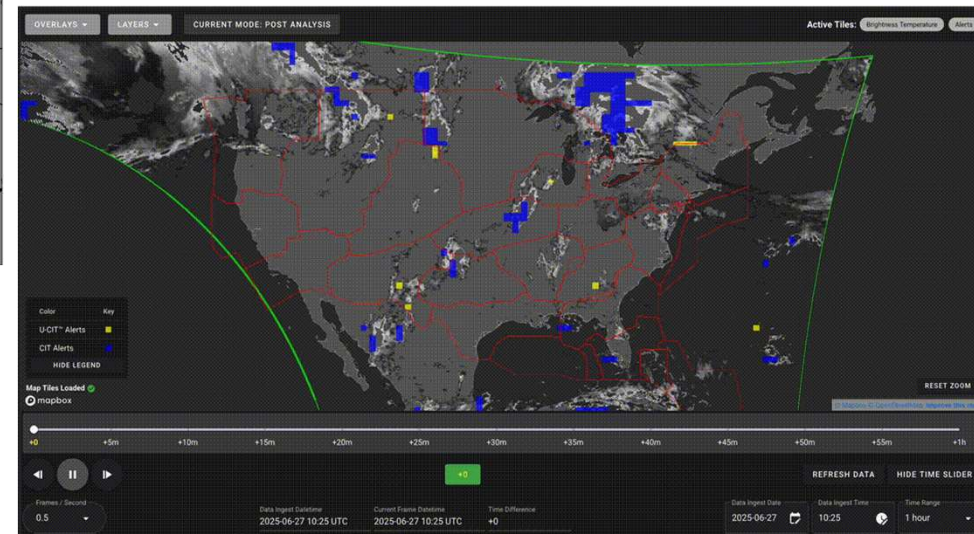 OVERLAYS
LAYERS
CURRENT MODE: POST ANALYSIS
Active Tiles:
Brightness Temperature
Alerts
Color Key
U-CIT™ Alerts
CIT Alerts
HIDE LEGEND
Map Tiles Loaded
mapbox
RESET ZOOM
© Mapbox © OpenStreetMap Improve this
+0 +5m +10m +15m +20m +25m +30m +35m +40m +45m +50m +55m +1h
+0
REFRESH DATA
HIDE TIME SLIDER
Frames / Second
0.5
Data Ingest Datetime
2025-06-27 10:25 UTC
Current Frame Datetime
2025-06-27 10:25 UTC
Time Difference
+0
Data Ingest Date
2025-06-27
Data Ingest Time
10:25
Time Range
1 hour